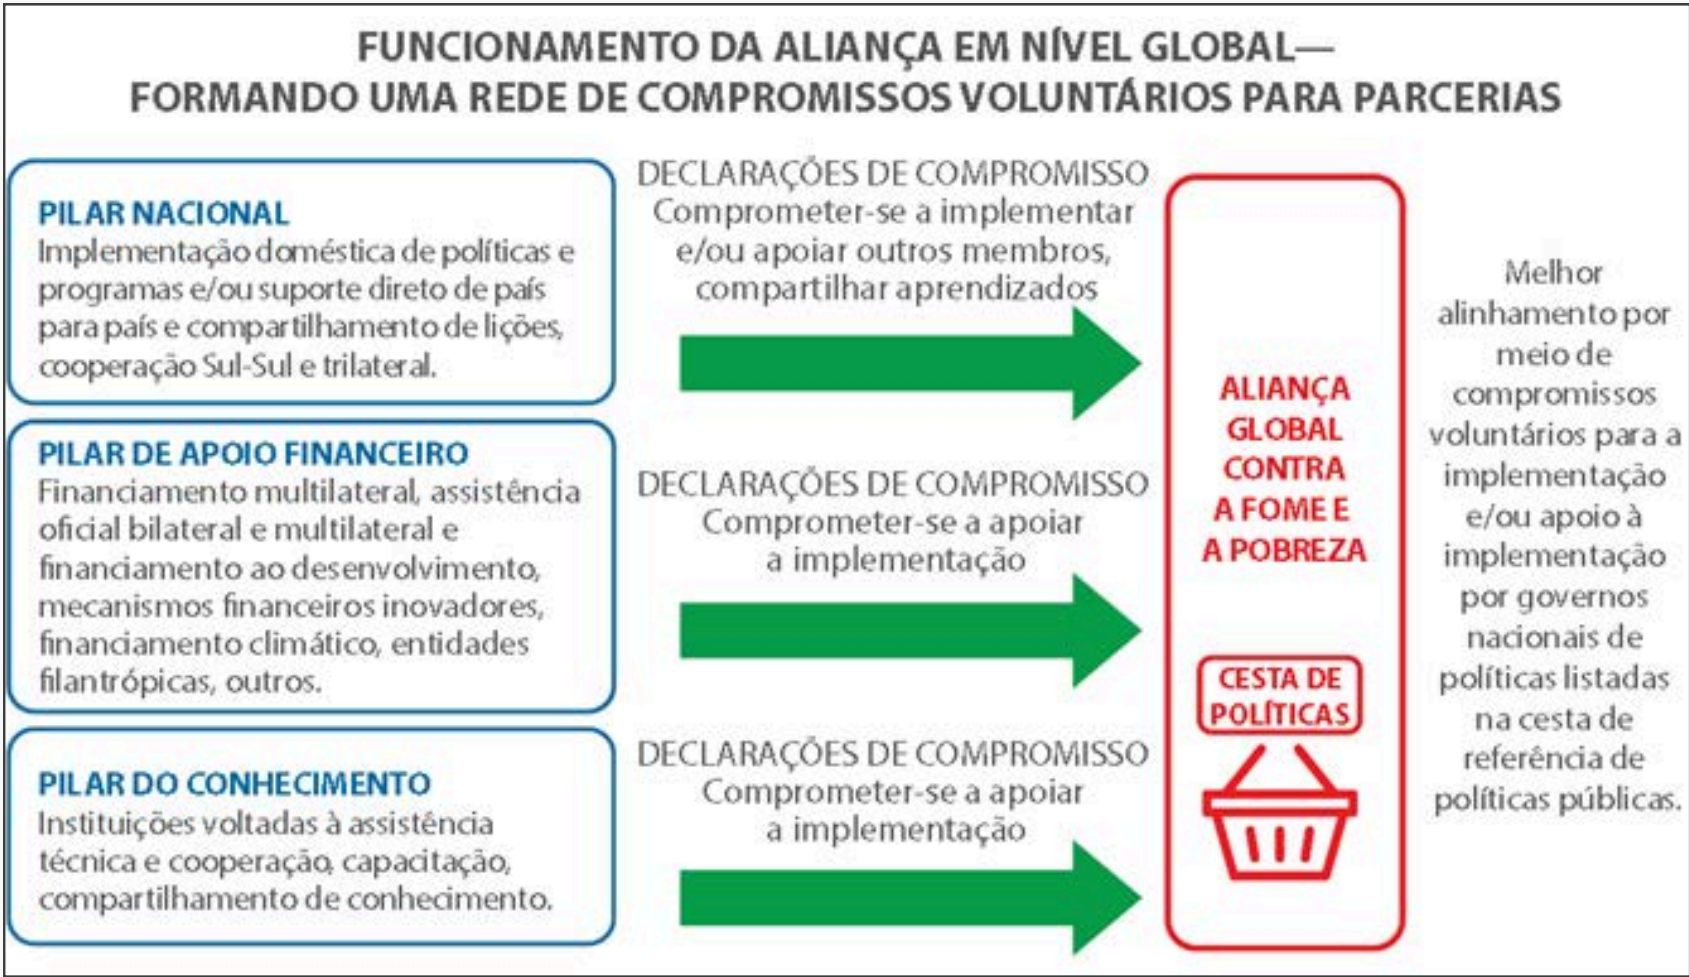 FUNCIONAMENTO DA ALIANÇA EM NÍVEL GLOBAL—
FORMANDO UMA REDE DE COMPROMISSOS VOLUNTÁRIOS PARA PARCERIAS
PILAR NACIONAL
Implementação doméstica de políticas e
programas e/ou suporte direto de país
para país e compartilhamento de lições,
cooperação Sul-Sul e trilateral.
DECLARAÇÕES DE COMPROMISSO
Comprometer-se a implementar
e/ou apoiar outros membros,
compartilhar aprendizados
PILAR DE APOIO FINANCEIRO
Financiamento multilateral, assistência
oficial bilateral e multilateral e
financiamento ao desenvolvimento,
mecanismos financeiros inovadores,
financiamento climático, entidades
filantrópicas, outros.
DECLARAÇÕES DE COMPROMISSO
Comprometer-se a apoiar
a implementação
PILAR DO CONHECIMENTO
Instituições voltadas à assistência
técnica e cooperação, capacitação,
compartilhamento de conhecimento.
DECLARAÇÕES DE COMPROMISSO
Comprometer-se a apoiar
a implementação
ALIANÇA
GLOBAL
CONTRA
A FOME E
A POBREZA
CESTA DE
POLÍTICAS
Melhor
alinhamento por
meio de
compromissos
voluntários para a
implementação
e/ou apoio à
implementação
por governos
nacionais de
políticas listadas
na cesta de
referência de
políticas públicas.